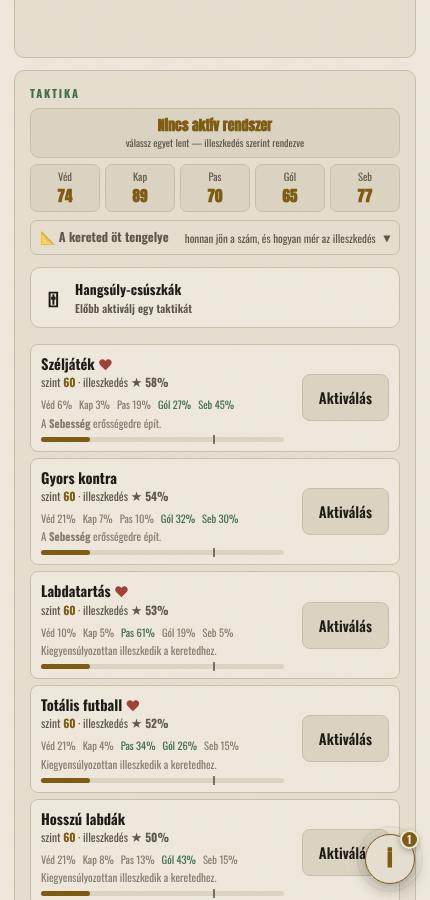 TAKTIKA
Nincs aktív rendszer
válassz egyet lent — illeszkedés szerint rendezve
Véd Kap Pas Gól Seb
74 89 70 65 77
📐 A kereted öt tengelye honnan jön a szám, és hogyan mér az illeszkedés ▼
Hangsúly-csúszkák
Előbb aktiválj egy taktikát
Széljáték ♥
szint 60 · illeszkedés ★ 58%
Véd 6% Kap 3% Pas 19% Gól 27% Seb 45%
A Sebesség erősségedre épít.
Aktiválás
Gyors kontra
szint 60 · illeszkedés ★ 54%
Véd 21% Kap 7% Pas 10% Gól 32% Seb 30%
A Sebesség erősségedre épít.
Aktiválás
Labdatartás ♥
szint 60 · illeszkedés ★ 53%
Véd 10% Kap 5% Pas 61% Gól 19% Seb 5%
Kiegyensúlyozottan illeszkedik a keretedhez.
Aktiválás
Totális futball ♥
szint 60 · illeszkedés ★ 52%
Véd 21% Kap 4% Pas 34% Gól 26% Seb 15%
Kiegyensúlyozottan illeszkedik a keretedhez.
Aktiválás
Hosszú labdák
szint 60 · illeszkedés ★ 50%
Véd 21% Kap 8% Pas 13% Gól 43% Seb 15%
Kiegyensúlyozottan illeszkedik a keretedhez.
Aktiválá
1